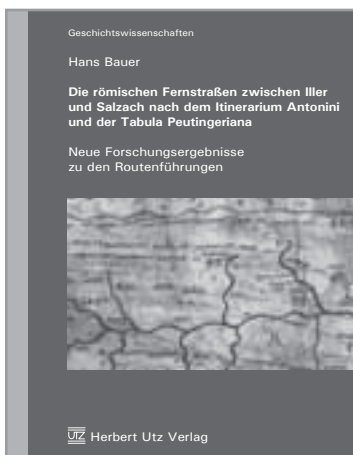 Geschichtswissenschaften
Hans Bauer
Die römischen Fernstraßen zwischen Iller
und Salzach nach dem Itinerarium Antonini
und der Tabula Peutingeriana
Neue Forschungsergebnisse
zu den Routenführungen
UTZ Herbert Utz Verlag